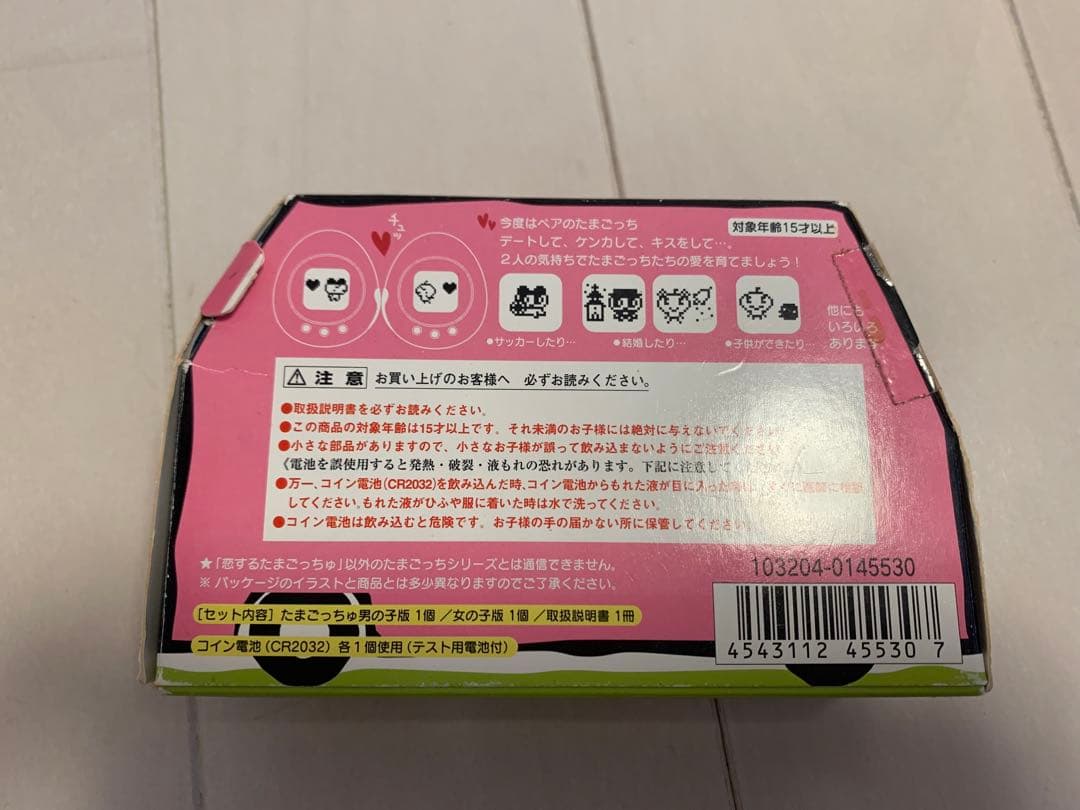 チュッ
今度はペアのたまごっち
対象年齢15才以上
デートして、ケンカして、キスをして…。
2人の気持ちでたまごっちたちの愛を育てましょう!
●サッカーしたり…
●結婚したり…
●子供ができたり…
他にも
いろいろ
あります
注意 お買い上げのお客様へ 必ずお読みください。
●取扱説明書を必ずお読みください。
●この商品の対象年齢は15才以上です。それ未満のお子様には絶対に与えないでください
●小さな部品がありますので、小さなお子様が誤って飲み込まないようにご注意ください
《電池を誤使用すると発熱・破裂・液もれの恐れがあります。下記に注意して
●万一、コイン電池(CR2032)を飲み込んだ時、コイン電池からもれた液が目に入った時は、すぐに医師に相談
してください。もれた液がひふや服に着いた時は水で洗ってください。
●コイン電池は飲み込むと危険です。お子様の手の届かない所に保管してください。
★「恋するたまごっちゅ」以外のたまごっちシリーズとは通信できません。
※パッケージのイラストと商品とは多少異なりますのでご了承ください。
103204-0145530
[セット内容]たまごっちゅ男の子版 1個 /女の子版 1個 /取扱説明書 1冊
コイン電池(CR2032)各1個使用(テスト用電池付)
4543112 45530 7